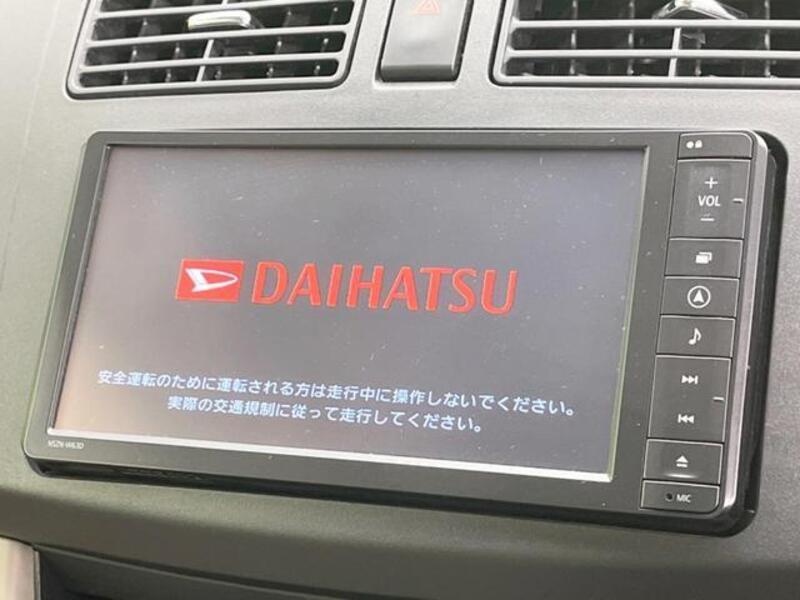 DAIHATSU
安全運転のために運転される方は走行中に操作しないでください。
実際の交通規制に従って走行してください。
NSZN-W63D
+
VOL
−
MIC